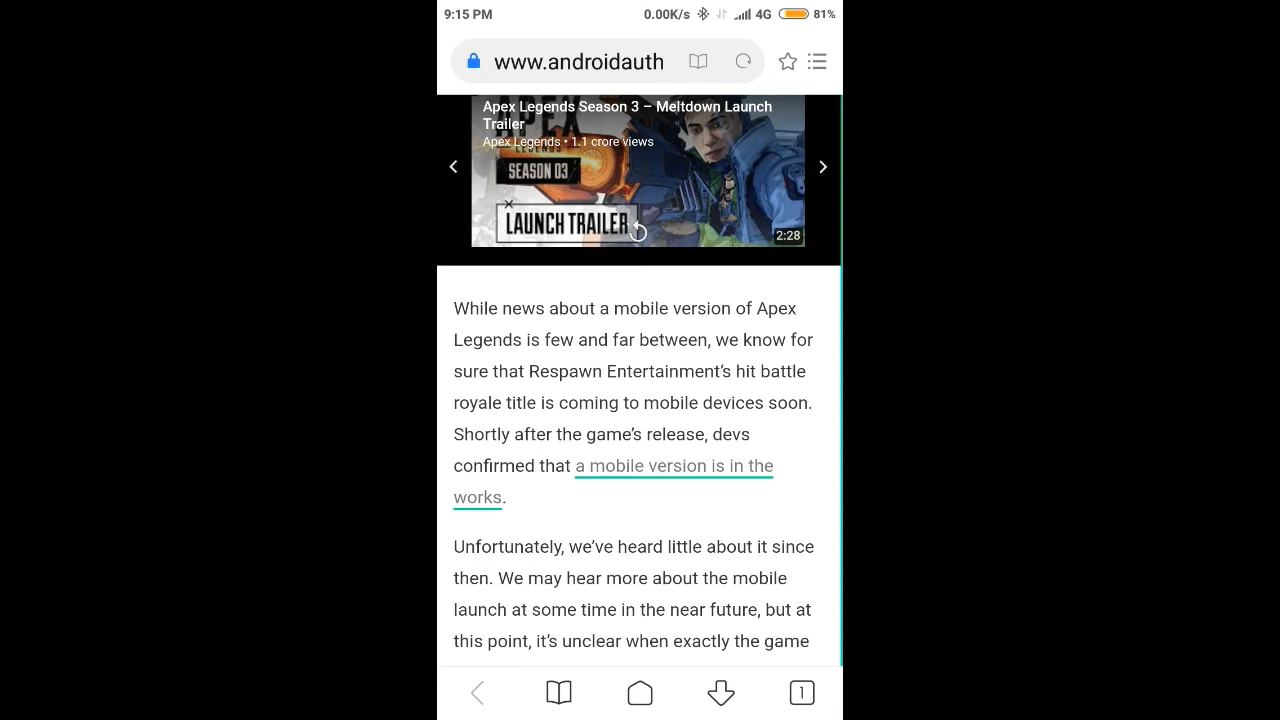 9:15 PM 0.00K/s 4G 81%
www.androidauth
Apex Legends Season 3 – Meltdown Launch
Trailer
Apex Legends • 1.1 crore views
APEX
LEGENDS
SEASON 03
LAUNCH TRAILER
2:28
While news about a mobile version of Apex
Legends is few and far between, we know for
sure that Respawn Entertainment’s hit battle
royale title is coming to mobile devices soon.
Shortly after the game’s release, devs
confirmed that a mobile version is in the
works.
Unfortunately, we’ve heard little about it since
then. We may hear more about the mobile
launch at some time in the near future, but at
this point, it’s unclear when exactly the game
1